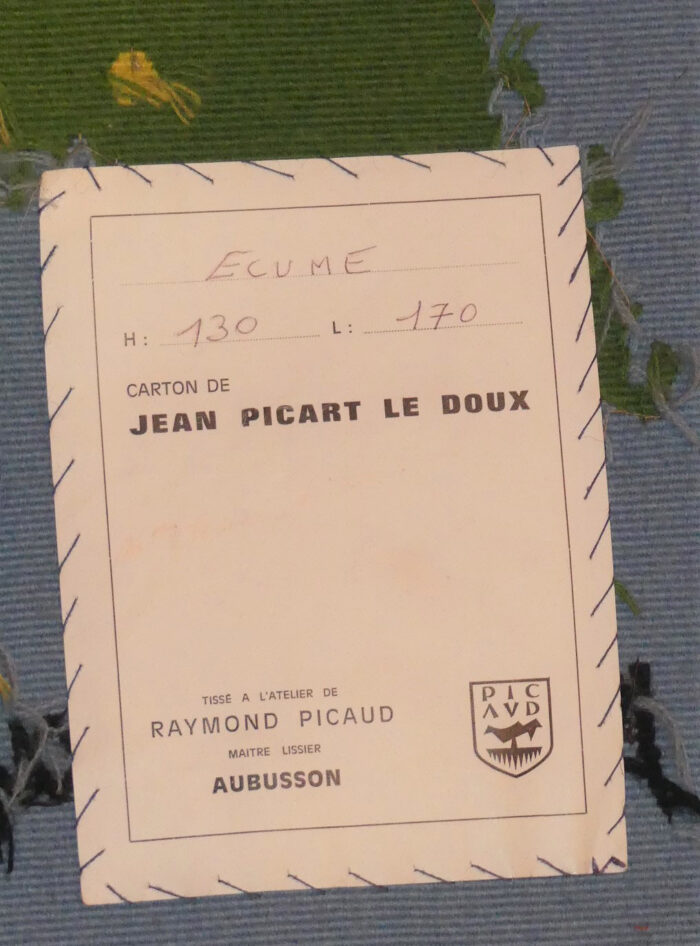 ECUME
H: 130 L: 170
CARTON DE
JEAN PICART LE DOUX
TISSÉ A L'ATELIER DE
RAYMOND PICAUD
MAITRE LISSIER
AUBUSSON
PIC
AVD